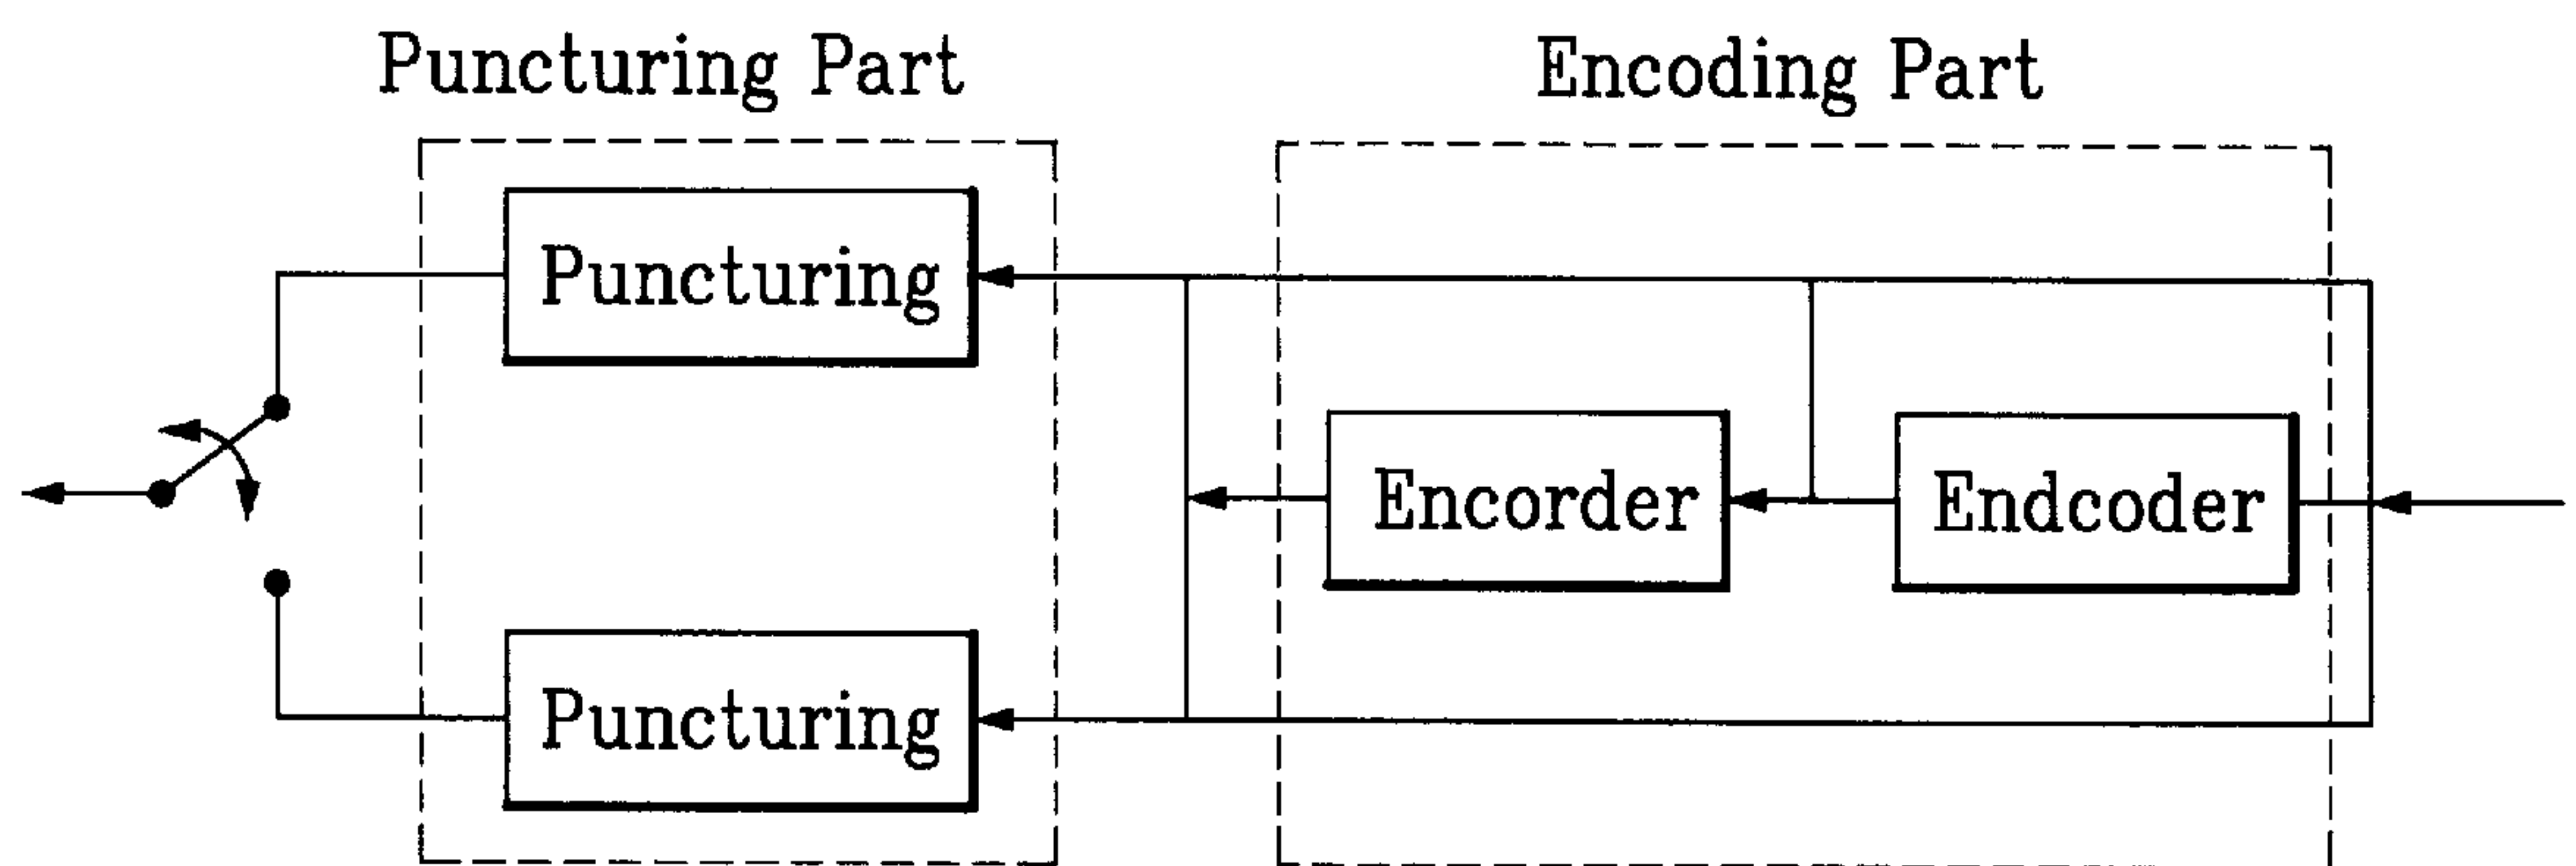 Puncturing Part
Encoding Part
Puncturing
Encorder
Endcoder
Puncturing